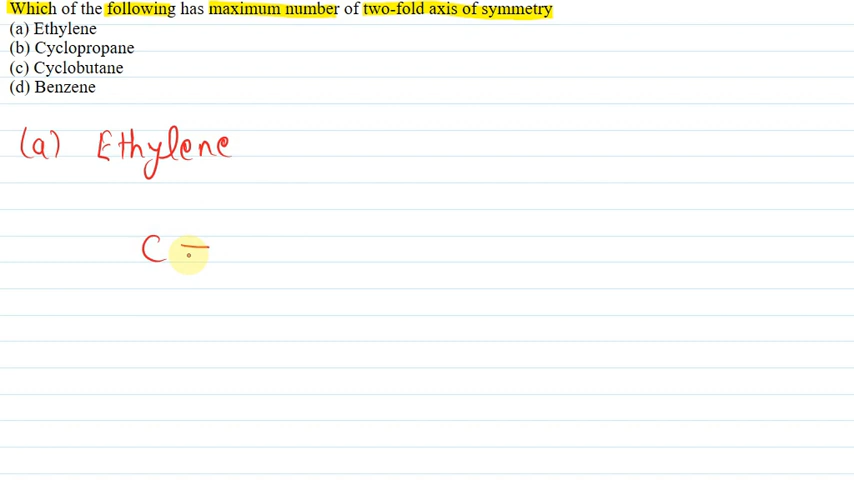 Which of the following has maximum number of two-fold axis of symmetry
(a) Ethylene
(b) Cyclopropane
(c) Cyclobutane
(d) Benzene
(a) Ethylene
C =